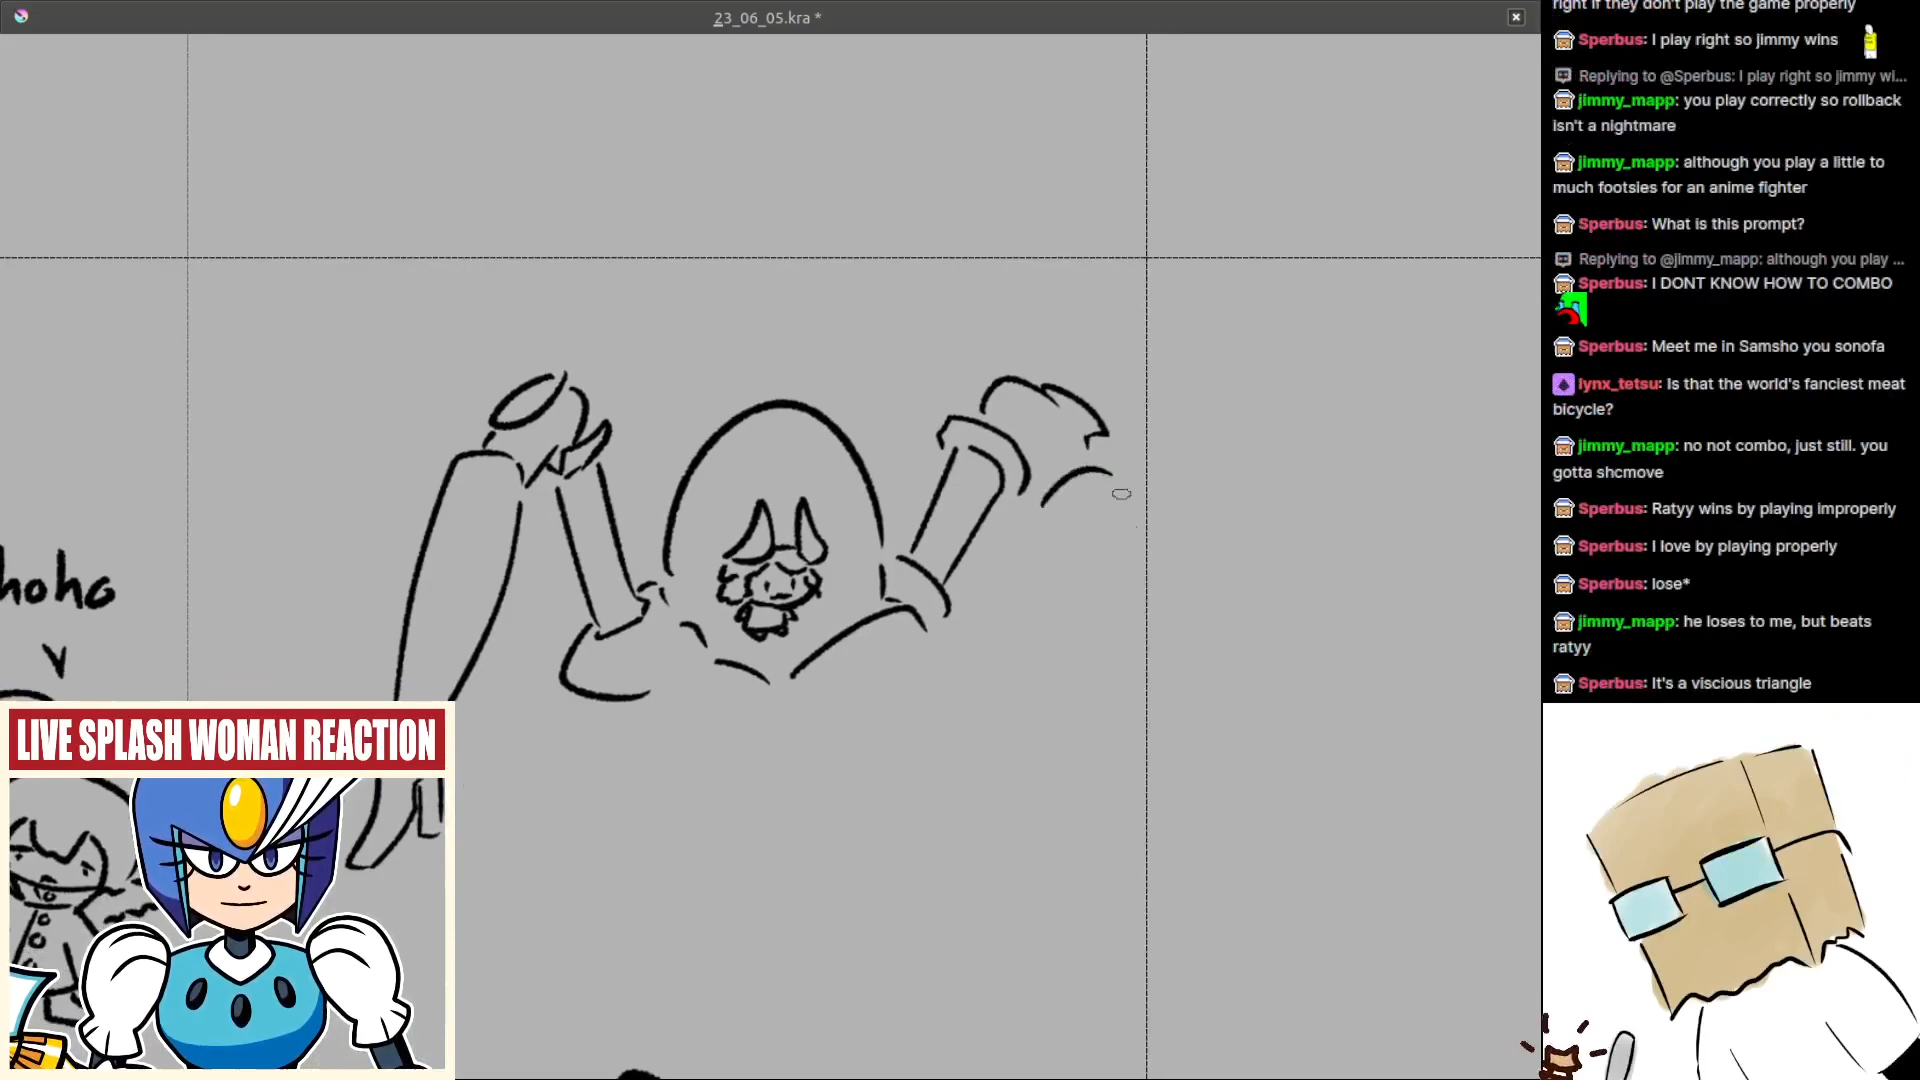 23_06_05.kra *
right if they don't play the game properly
Sperbus: I play right so jimmy wins
Replying to @Sperbus: I play right so jimmy wi...
jimmy_mapp: you play correctly so rollback
isn't a nightmare
jimmy_mapp: although you play a little to
much footsies for an anime fighter
Sperbus: What is this prompt?
Replying to @jimmy_mapp: although you play ...
Sperbus: I DONT KNOW HOW TO COMBO
Sperbus: Meet me in Samsho you sonofa
lynx_tetsu: Is that the world's fanciest meat
bicycle?
jimmy_mapp: no not combo, just still. you
gotta shcmove
Sperbus: Ratyy wins by playing improperly
Sperbus: I love by playing properly
Sperbus: lose*
jimmy_mapp: he loses to me, but beats
ratyy
Sperbus: It's a viscious triangle
hoho
LIVE SPLASH WOMAN REACTION